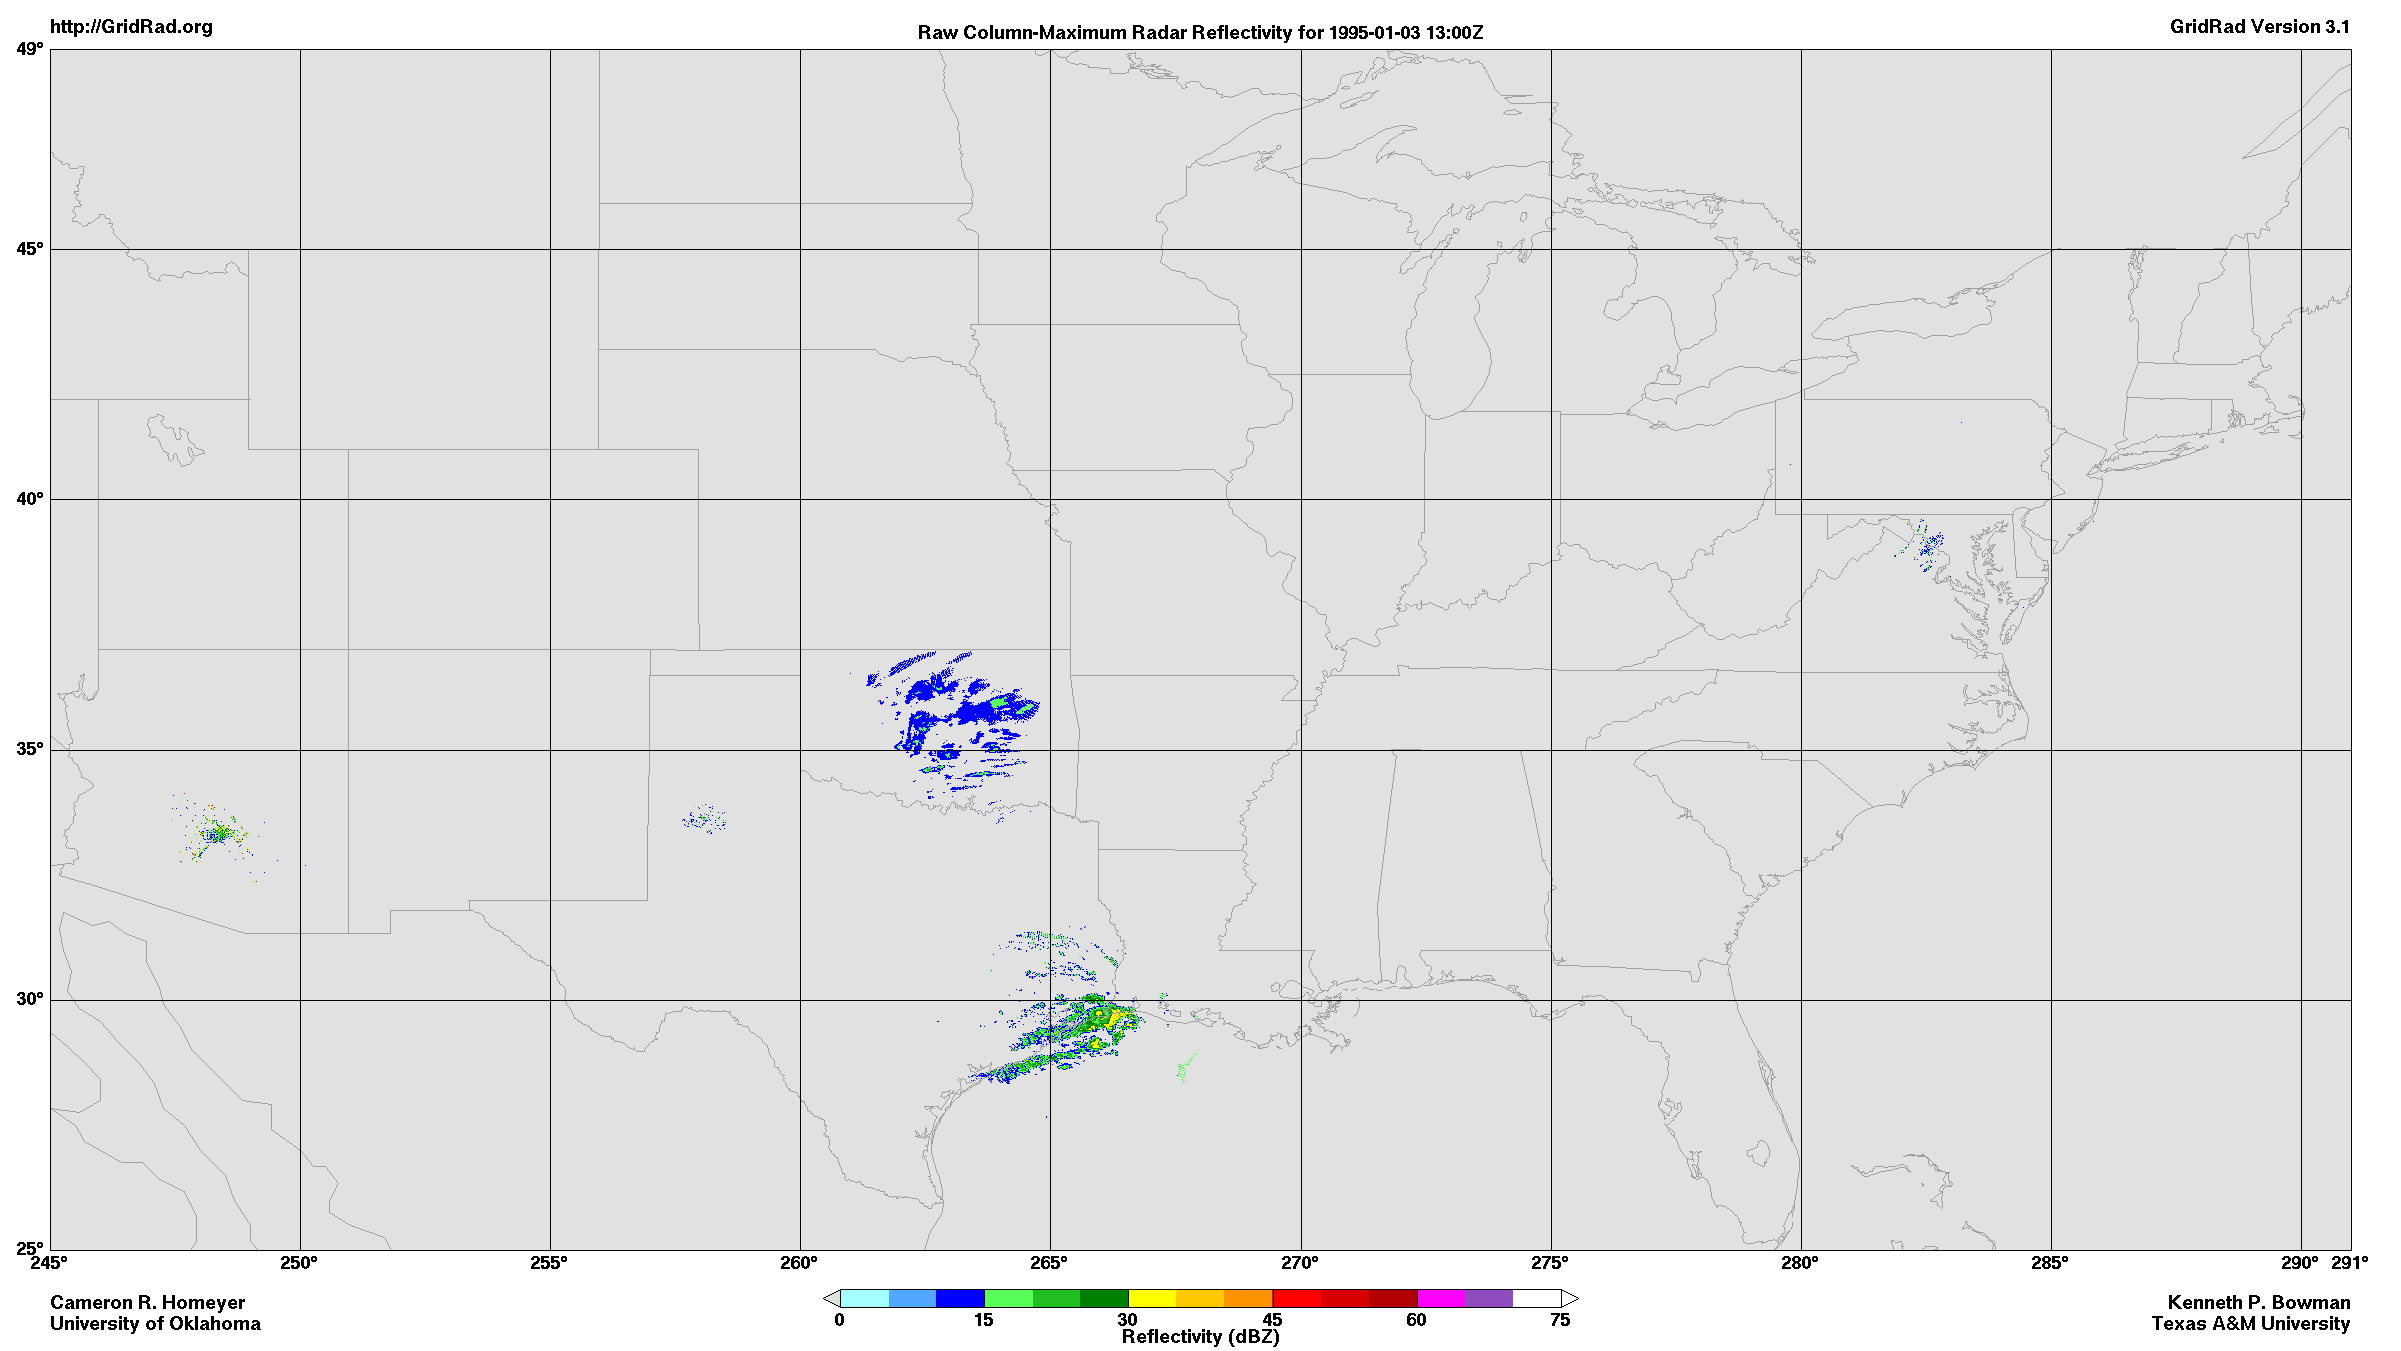 http://GridRad.org
Raw Column-Maximum Radar Reflectivity for 1995-01-03 13:00Z
GridRad Version 3.1
49°
45°
40°
35°
30°
25°
245°
250°
255°
260°
265°
270°
275°
280°
285°
290°
291°
0
15
30
45
60
75
Reflectivity (dBZ)
Cameron R. Homeyer
University of Oklahoma
Kenneth P. Bowman
Texas A&M University